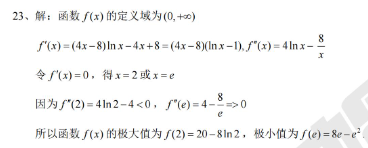 23、解：函数 f(x) 的定义域为(0,+∞)
f′(x)=(4x−8)ln x−4x+8=(4x−8)(ln x−1), f″(x)=4ln x−8/x
令 f′(x)=0，得 x=2或 x=e
因为 f″(2)=4ln2−4<0， f″(e)=4−8/e=>0
所以函数 f(x) 的极大值为 f(2)=20−8ln2，极小值为 f(e)=8e−e².